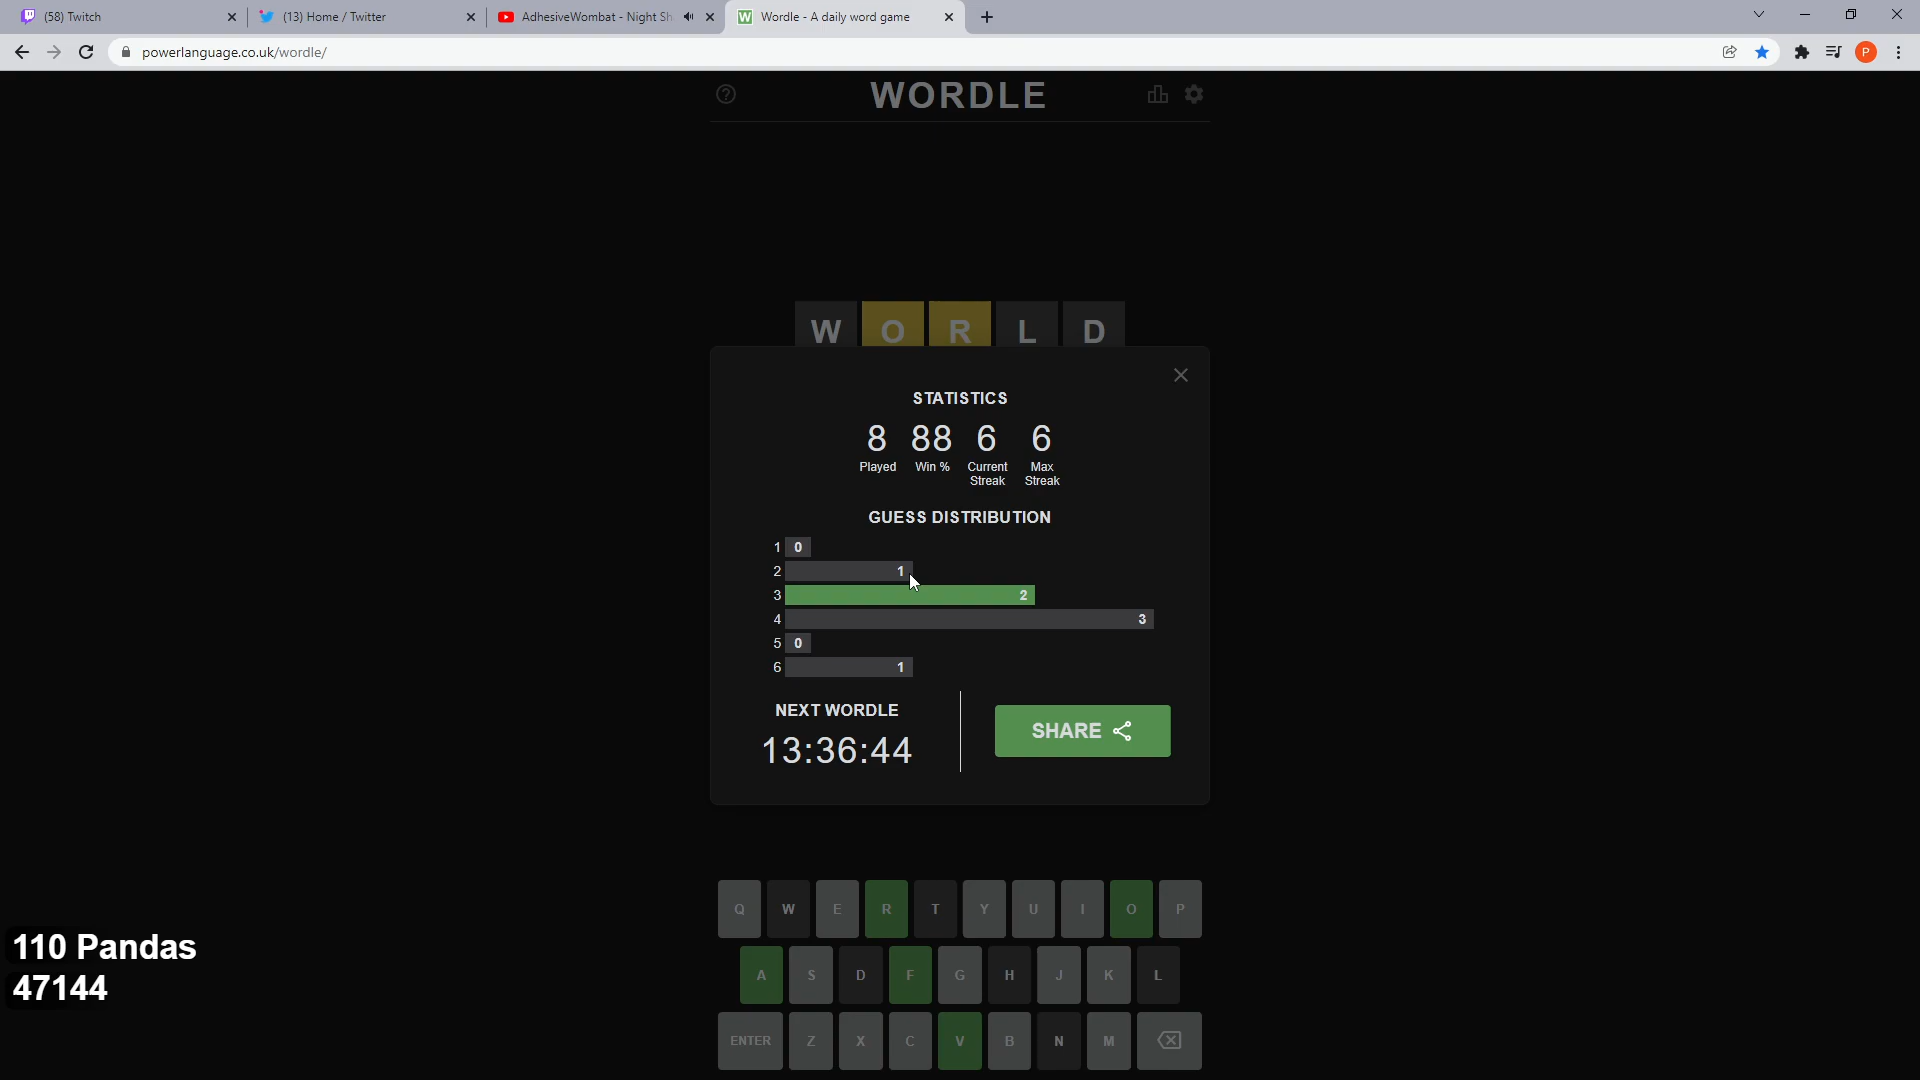 (58) Twitch
(13) Home / Twitter
AdhesiveWombat - Night Sh
Wordle - A daily word game
powerlanguage.co.uk/wordle/
P
WORDLE
W O R L D
STATISTICS
8 88 6 6
Played Win % Current Streak Max Streak
GUESS DISTRIBUTION
1 0
2 1
3 2
4 3
5 0
6 1
NEXT WORDLE
13:36:44
SHARE
Q W E R T Y U I O P
A S D F G H J K L
ENTER Z X C V B N M
110 Pandas
47144